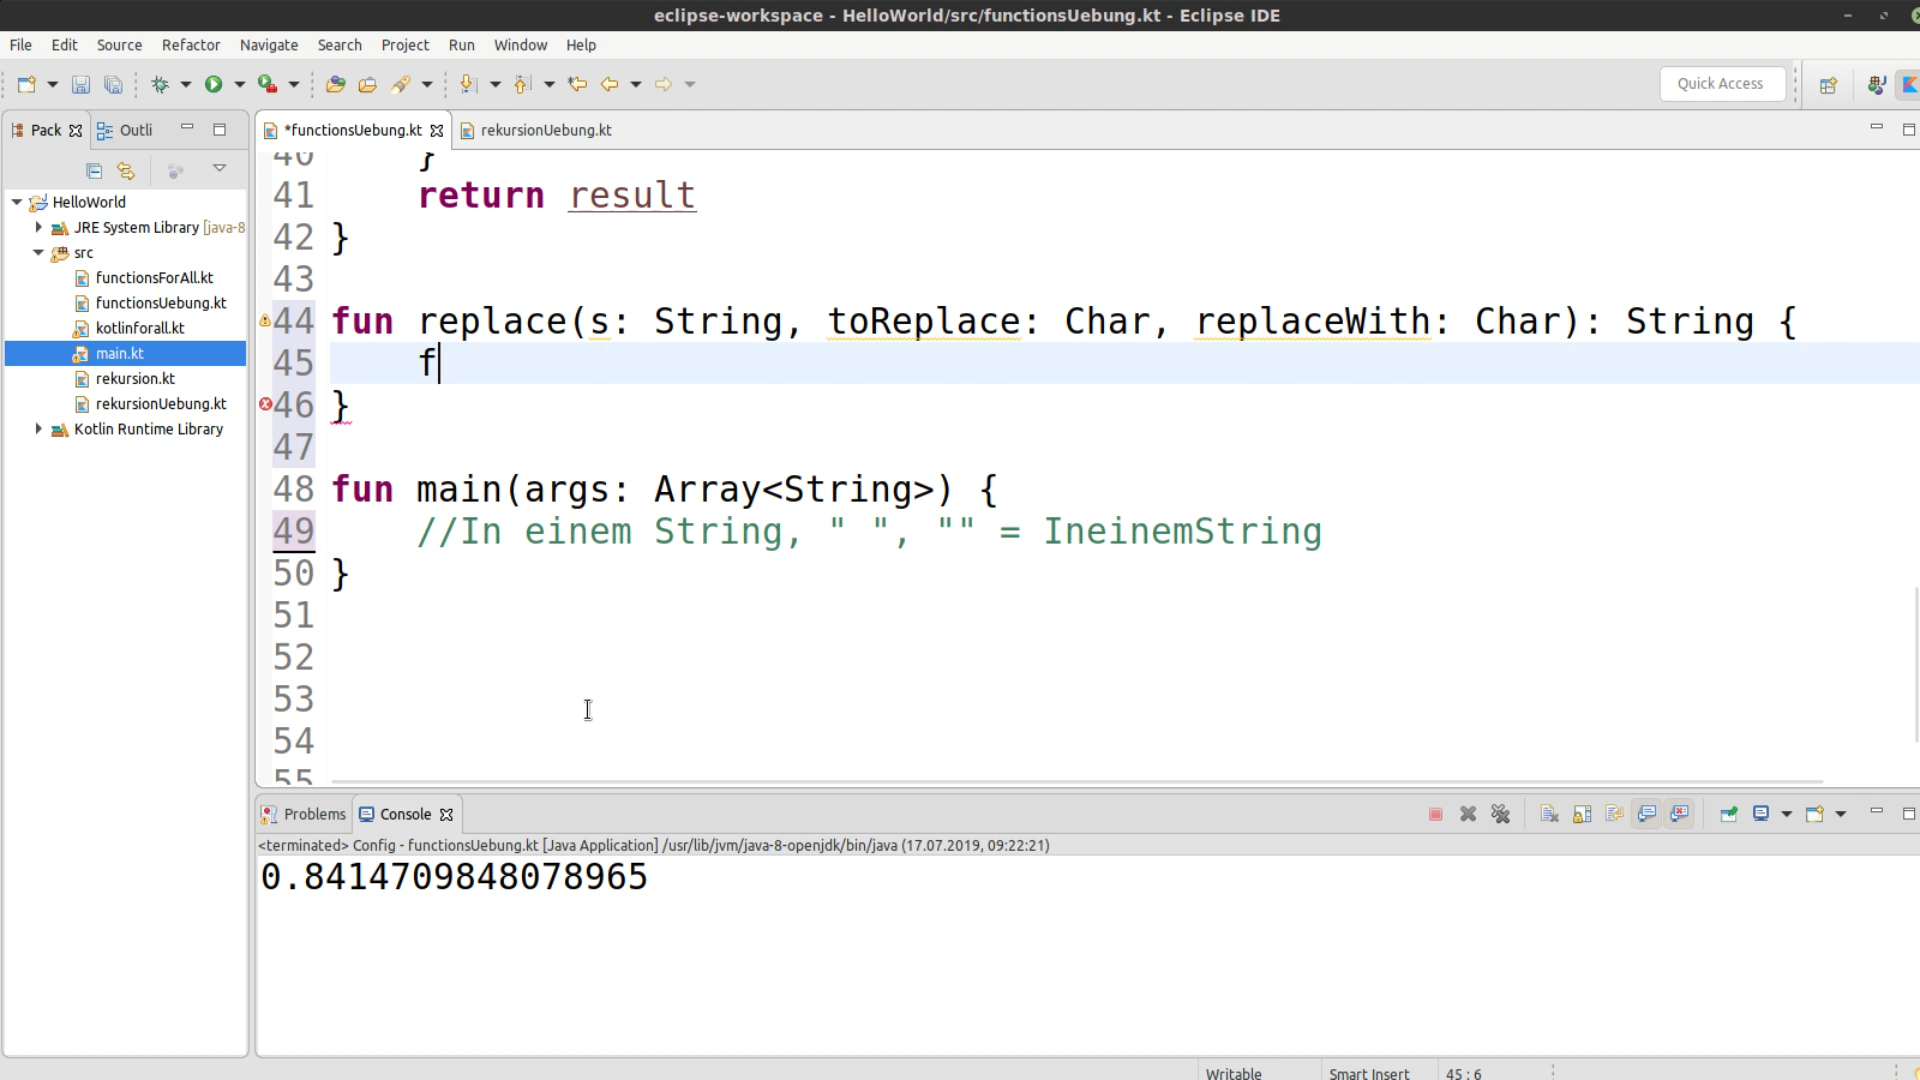 eclipse-workspace - HelloWorld/src/functionsUebung.kt - Eclipse IDE
File Edit Source Refactor Navigate Search Project Run Window Help
Quick Access
Pack Outli
*functionsUebung.kt rekursionUebung.kt
HelloWorld
JRE System Library [java-8
src
functionsForAll.kt
functionsUebung.kt
kotlinforall.kt
main.kt
rekursion.kt
rekursionUebung.kt
Kotlin Runtime Library
40 }
41 return result
42 }
43
44 fun replace(s: String, toReplace: Char, replaceWith: Char): String {
45 f
46 }
47
48 fun main(args: Array<String>) {
49 //In einem String, " ", "" = IneinemString
50 }
51
52
53
54
55
Problems Console
<terminated> Config - functionsUebung.kt [Java Application] /usr/lib/jvm/java-8-openjdk/bin/java (17.07.2019, 09:22:21)
0.8414709848078965
Writable Smart Insert 45 : 6